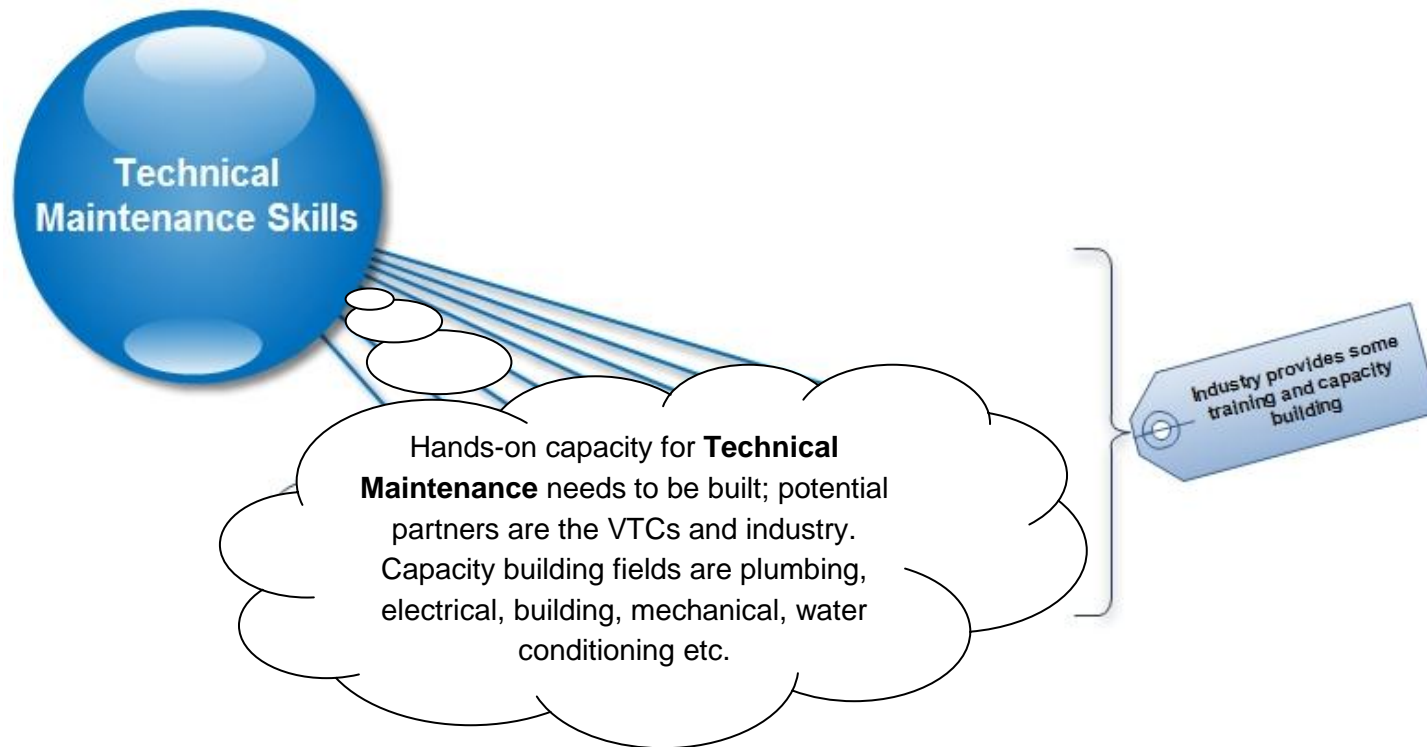 Technical
Maintenance Skills
Industry provides some
training and capacity
building
Hands-on capacity for Technical
Maintenance needs to be built; potential
partners are the VTCs and industry.
Capacity building fields are plumbing,
electrical, building, mechanical, water
conditioning etc.